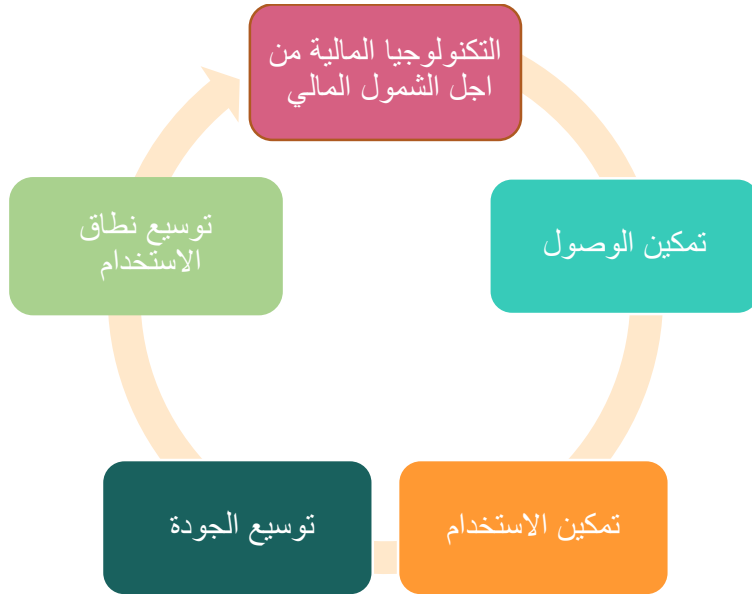 التكنولوجيا المالية من
اجل الشمول المالي
تمكين الوصول
تمكين الاستخدام
توسيع الجودة
توسيع نطاق
الاستخدام